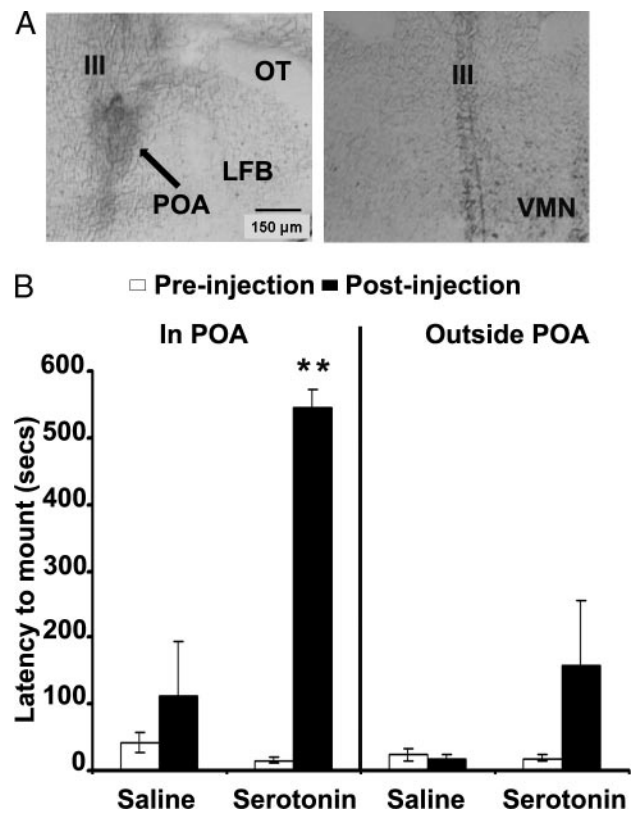 A
III
OT
LFB
POA
150 µm
III
VMN
B
Pre-injection Post-injection
In POA
Outside POA
**
Latency to mount (secs)
600
500
400
300
200
100
0
Saline
Serotonin
Saline
Serotonin